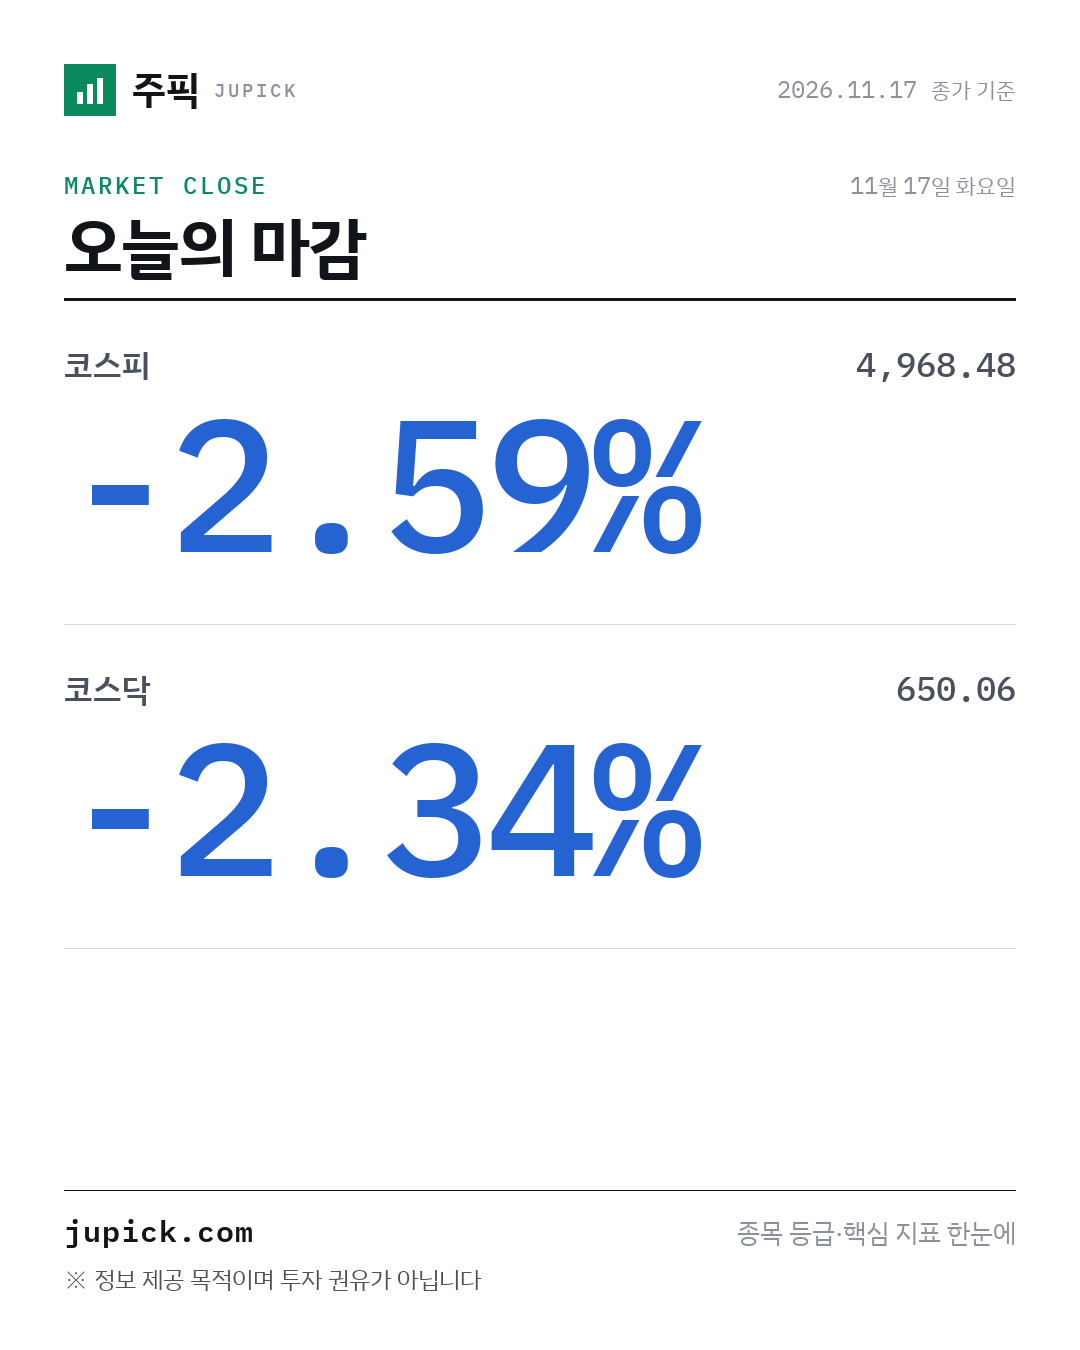 주픽 JUPICK 2026.11.17 종가 기준
MARKET CLOSE 11월 17일 화요일
오늘의 마감
코스피 4,968.48
-2.59%
코스닥 650.06
-2.34%
jupick.com 종목 등급·핵심 지표 한눈에
※ 정보 제공 목적이며 투자 권유가 아닙니다